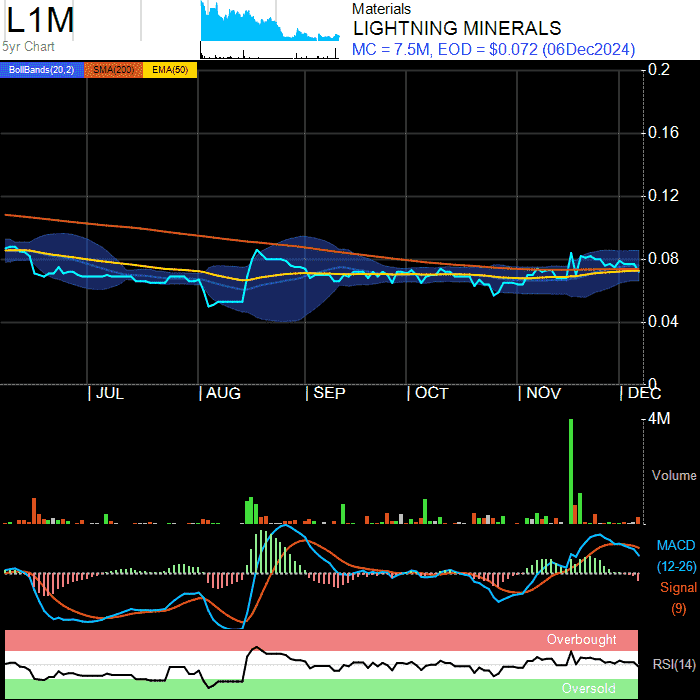 L1M
5yr Chart
Materials
LIGHTNING MINERALS
MC = 7.5M, EOD = $0.072 (06Dec2024)
BollBands(20,2) SMA(200) EMA(50)
0.2
0.16
0.12
0.08
0.04
0
JUL AUG SEP OCT NOV DEC
4M
Volume
MACD
(12-26)
Signal
(9)
Overbought
RSI(14)
Oversold